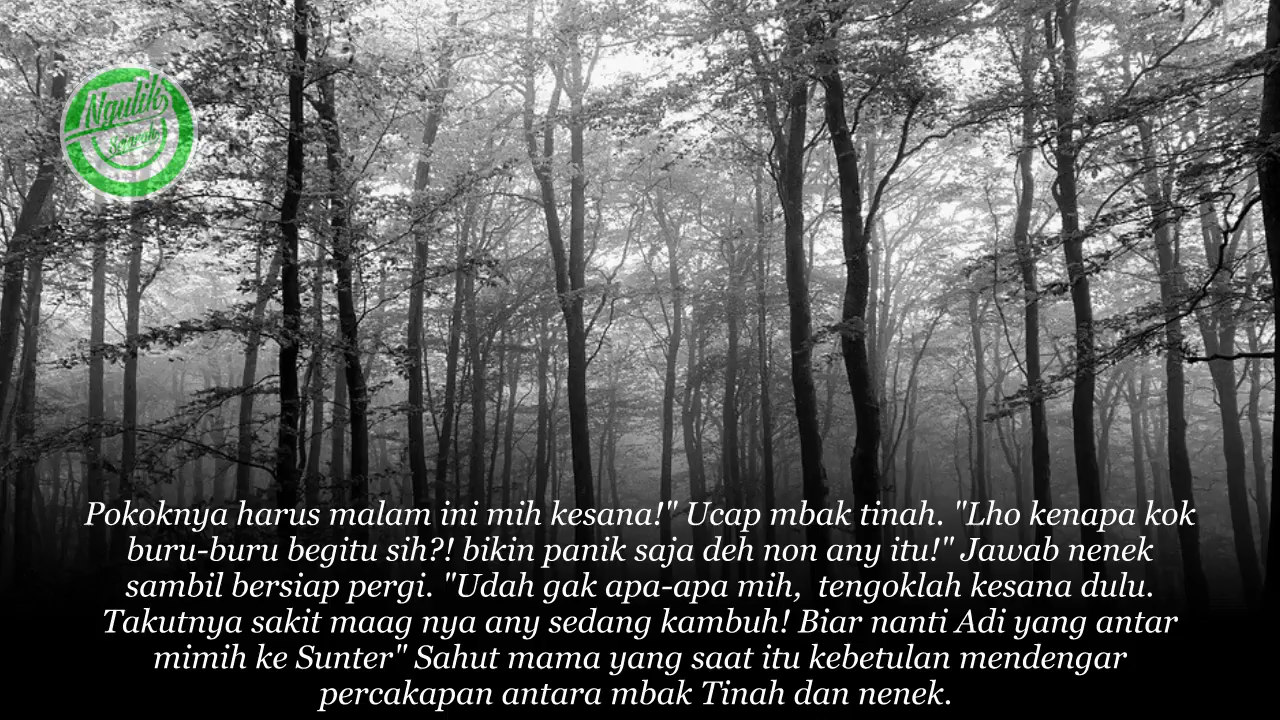 Ngulik
Sejarah
Pokoknya harus malam ini mih kesana!" Ucap mbak tinah. "Lho kenapa kok
buru-buru begitu sih?! bikin panik saja deh non any itu!" Jawab nenek
sambil bersiap pergi. "Udah gak apa-apa mih,  tengoklah kesana dulu.
Takutnya sakit maag nya any sedang kambuh! Biar nanti Adi yang antar
mimih ke Sunter" Sahut mama yang saat itu kebetulan mendengar
percakapan antara mbak Tinah dan nenek.